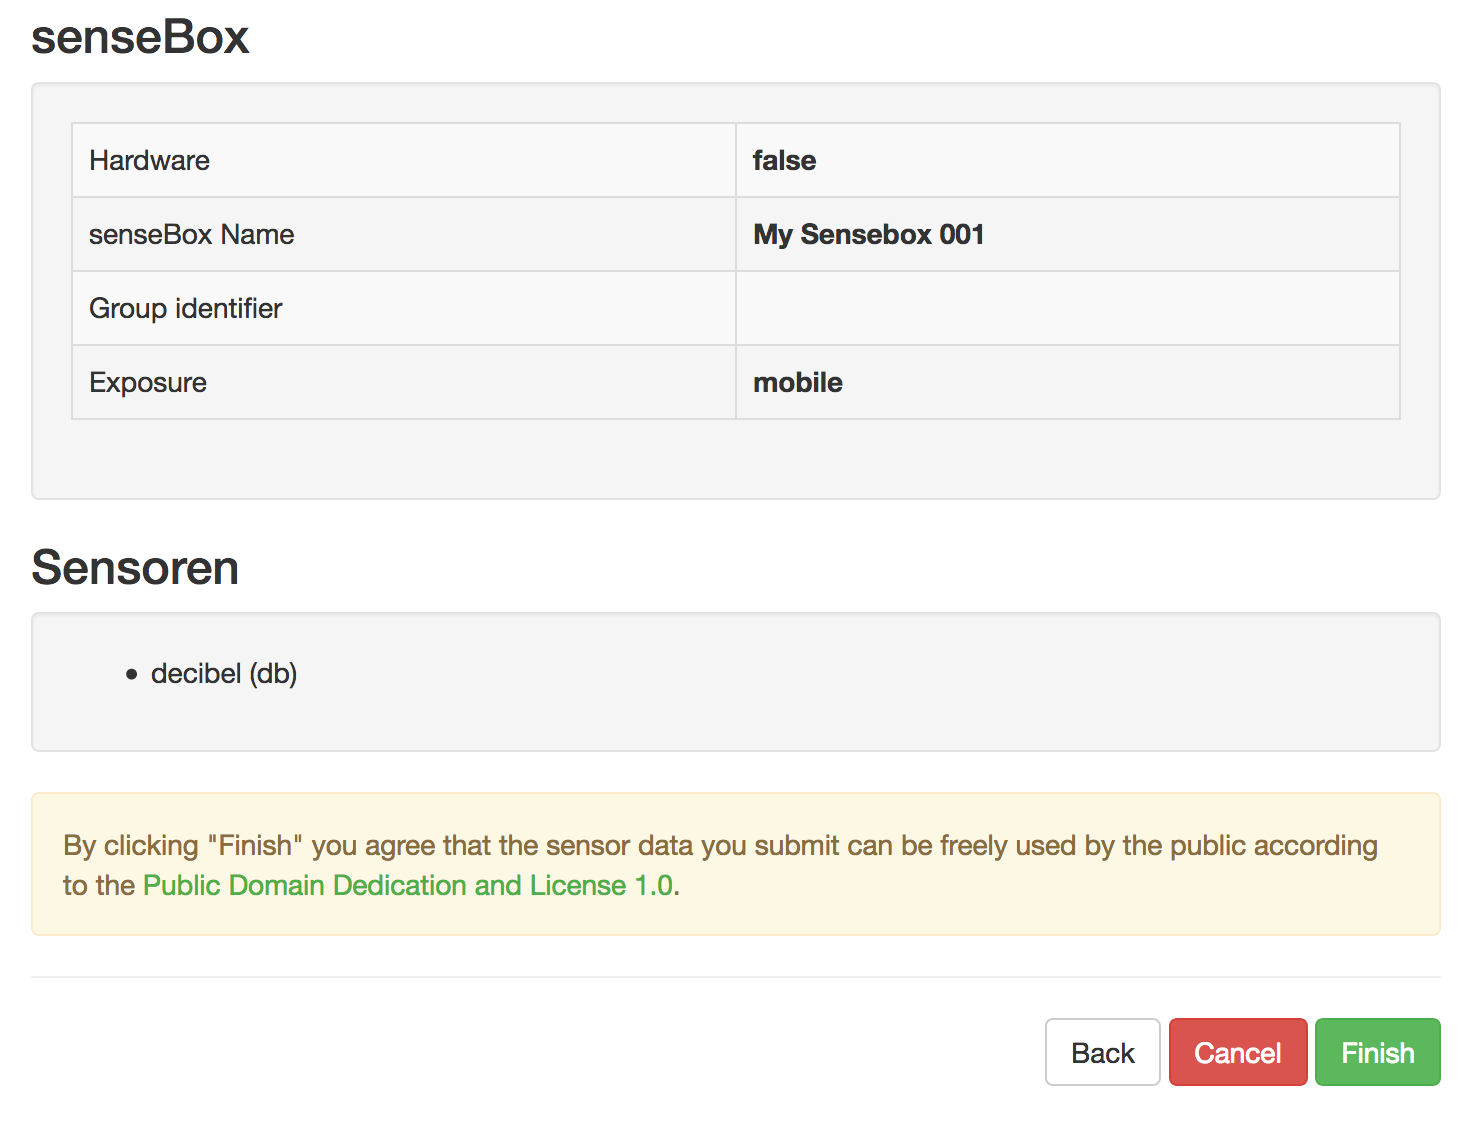 senseBox
Hardware false
senseBox Name My Sensebox 001
Group identifier
Exposure mobile
Sensoren
• decibel (db)
By clicking "Finish" you agree that the sensor data you submit can be freely used by the public according
to the Public Domain Dedication and License 1.0.
Back Cancel Finish